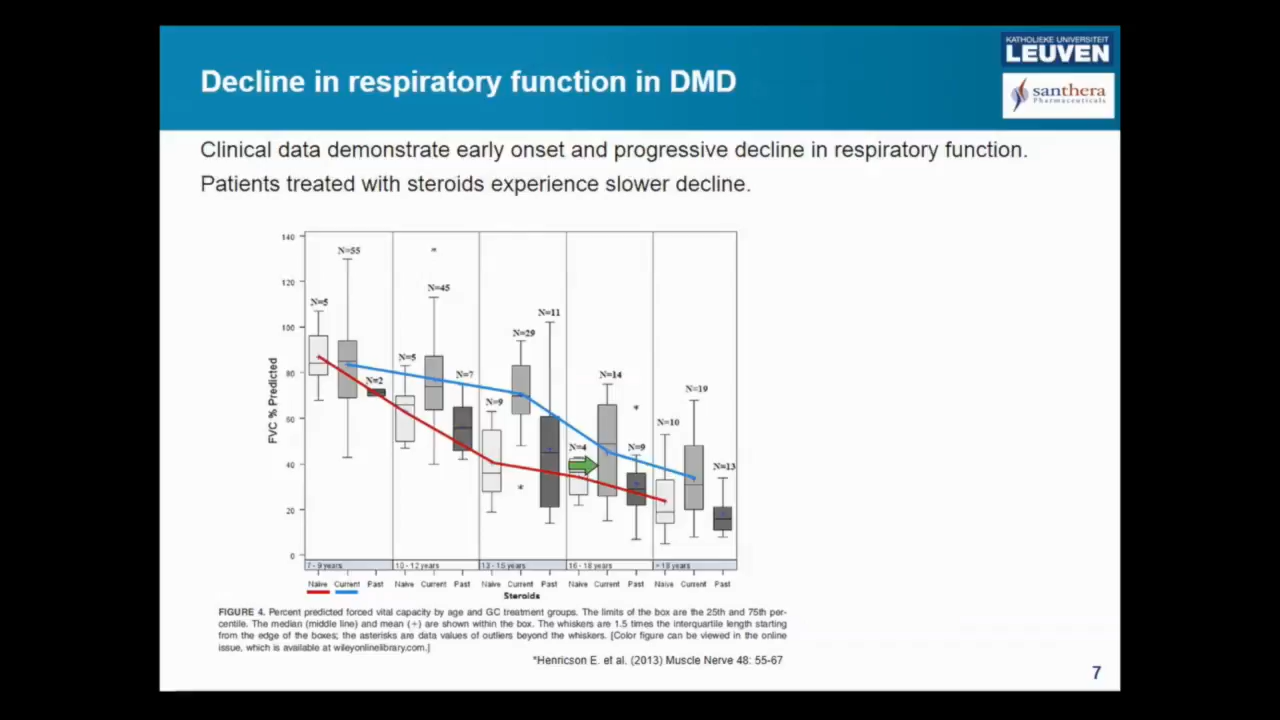 Decline in respiratory function in DMD
KATHOLIEKE UNIVERSITEIT
LEUVEN
santhera
Pharmaceuticals
Clinical data demonstrate early onset and progressive decline in respiratory function.
Patients treated with steroids experience slower decline.
140
120
100
80
60
40
20
0
FVC % Predicted
N=5
N=55
N=2
*
N=45
N=5
N=7
N=11
N=29
N=9
*
N=14
N=4
*
N=9
N=19
N=10
N=13
7 - 9 years
10 - 12 years
13 - 15 years
16 - 18 years
>18 years
Naive Current Past Naive Current Past Naive Current Past Naive Current Past Naive Current Past
Steroids
FIGURE 4. Percent predicted forced vital capacity by age and GC treatment groups. The limits of the box are the 25th and 75th per-
centile. The median (middle line) and mean (+) are shown within the box. The whiskers are 1.5 times the interquartile length starting
from the edge of the boxes; the asterisks are data values of outliers beyond the whiskers. [Color figure can be viewed in the online
issue, which is available at wileyonlinelibrary.com.]
*Henricson E. et al. (2013) Muscle Nerve 48: 55-67
7